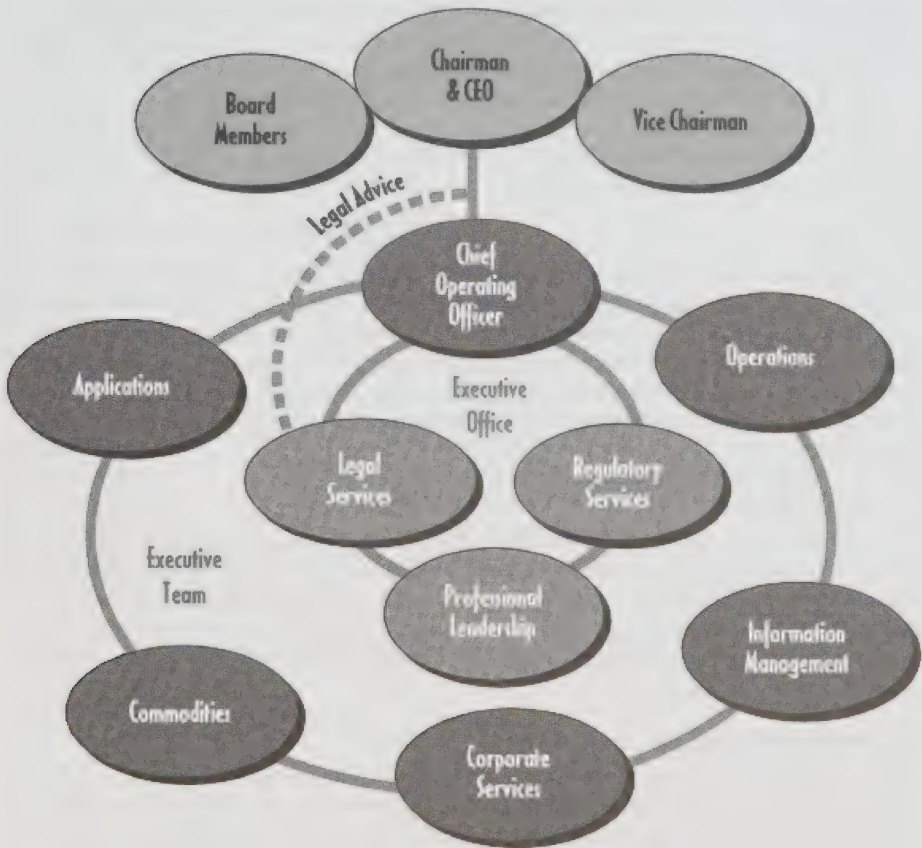 Chairman
& CEO
Board
Members
Vice Chairman
Legal Advice
Chief
Operating
Officer
Applications
Operations
Executive
Office
Legal
Services
Regulatory
Services
Executive
Team
Professional
Leadership
Information
Management
Commodities
Corporate
Services